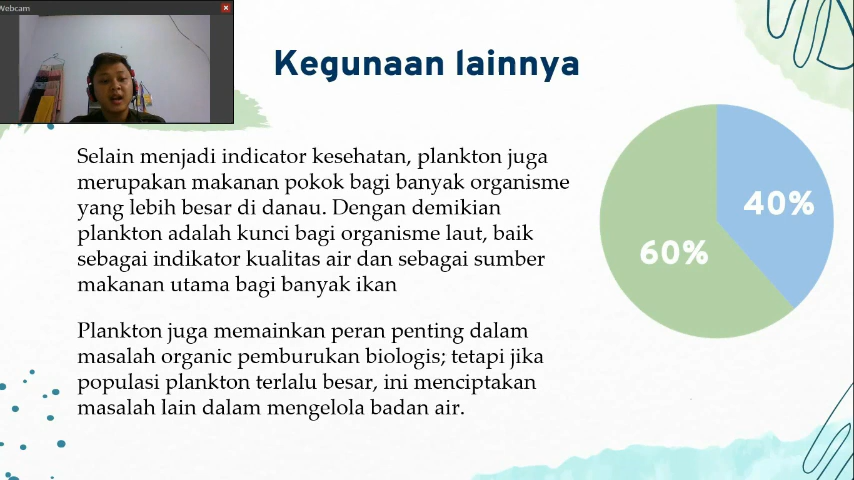 Webcam
Kegunaan lainnya
Selain menjadi indicator kesehatan, plankton juga
merupakan makanan pokok bagi banyak organisme
yang lebih besar di danau. Dengan demikian
plankton adalah kunci bagi organisme laut, baik
sebagai indikator kualitas air dan sebagai sumber
makanan utama bagi banyak ikan
Plankton juga memainkan peran penting dalam
masalah organic pemburukan biologis; tetapi jika
populasi plankton terlalu besar, ini menciptakan
masalah lain dalam mengelola badan air.
40%
60%